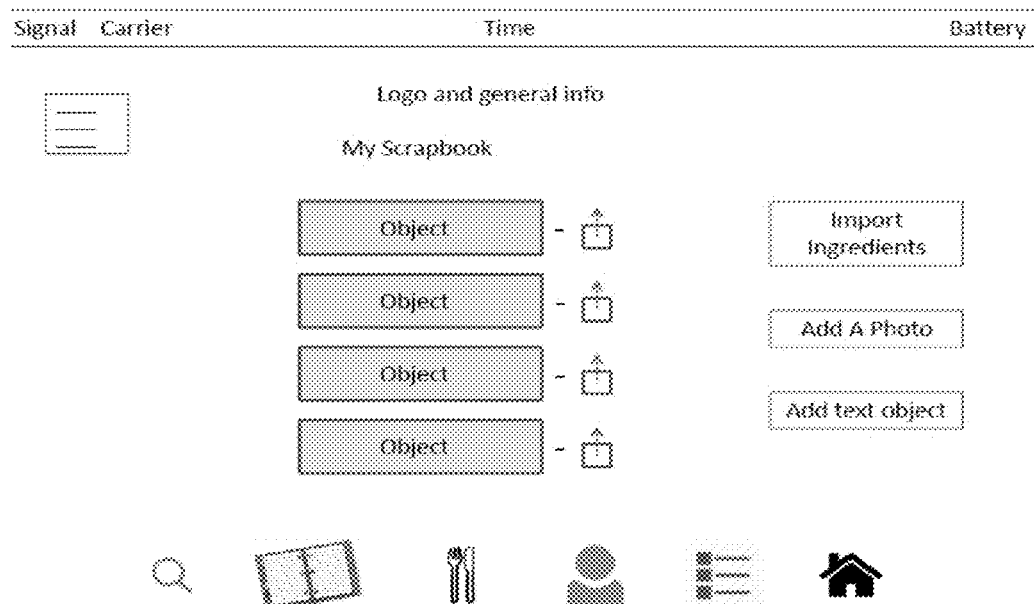 Signal Carrier Time Battery
Logo and general info
My Scrapbook
Object
Import
Ingredients
Object
Add A Photo
Object
Add text object
Object